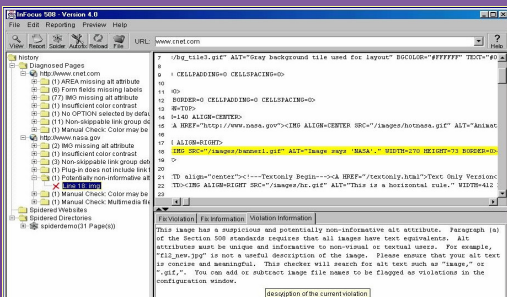 InFocus 508 - Version 4.0
File Edit Reporting Preview Help
View Report Spider Autofix Reload File URL: www.cnet.com Help
history
Diagnosed Pages
http://www.cnet.com
(1) AREA missing alt attribute
(6) Form fields missing labels
(77) IMG missing alt attribute
(1) Insufficient color contrast
(1) No OPTION selected by defau
(1) Non-skippable link group de
(1) Manual Check: Color may be
http://www.nasa.gov
(2) IMG missing alt attribute
(1) Insufficient color contrast
(3) Non-skippable link group det
(1) Plug-in does not include link t
(1) Potentially non-informative alt
Line 18: img
(1) Manual Check: Color may be
(1) Manual Check: Multimedia file
Spidered Websites
Spidered Directories
spiderdemo(31 Page(s))
7 :/bg_tile3.gif" ALT="Gray background tile used for layout" BGCOLOR="#FFFFFF" TEXT="#0
8
9 : CELLPADDING=0 CELLSPACING=0>
10
11 0>
12 BORDER=0 CELLPADDING=0 CELLSPACING=0>
13 =TOP>
14 =140 ALIGN=CENTER>
15 A HREF="http://www.nasa.gov"><IMG ALIGN=CENTER SRC="/images/hotnasa.gif" ALT="Animat
16
17 ALIGN=RIGHT>
18 IMG SRC="/images/banner1.gif" ALT="Image says 'NASA'." WIDTH=270 HEIGHT=73 BORDER=0>
19 >
20
21 TD align="center"><!---Textonly Begin---><A HREF="/textonly.html">Text Only Version<
22 TD><IMG ALIGN=RIGHT SRC="/images/hr.gif" ALT="This is a horizontal rule." WIDTH=412
23
Fix Violation Fix Information Violation Information
This image has a suspicious and potentially non-informative alt attribute. Paragraph (a)
of the Section 508 standards requires that all images have text equivalents. Alt
attributes must be unique and informative to non-visual or textual users. For example,
"fil_new.jpg" is not a useful description of the image. Please ensure that your alt text
is concise and meaningful. This checker will search for alt text such as "image," or
".gif,". You can add or subtract image file names to be flagged as violations in the
configuration window.
description of the current violation